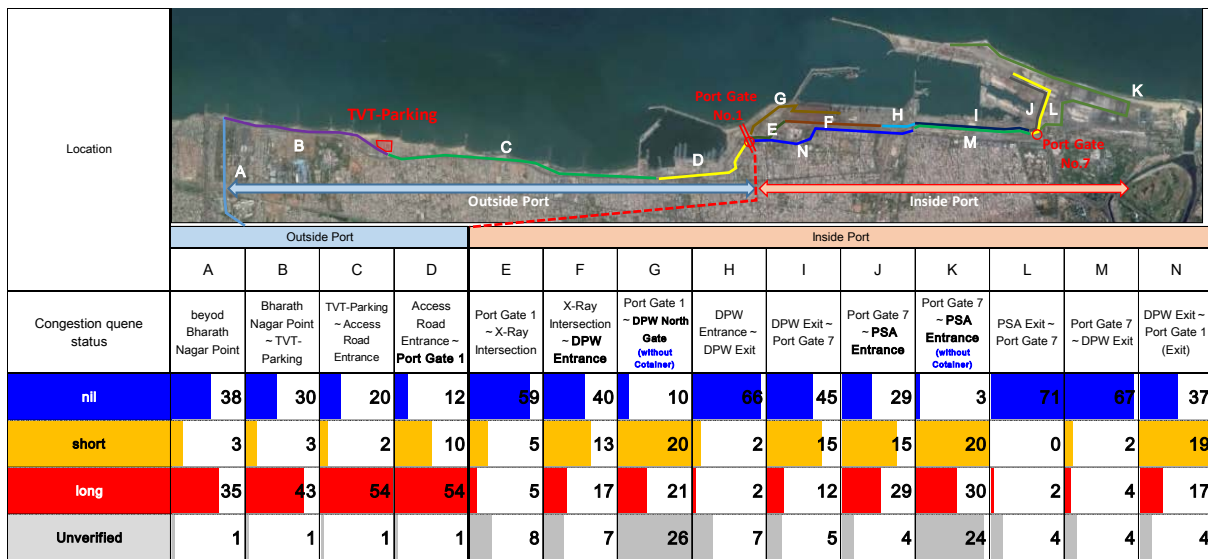 Location
TVT-Parking
Port Gate
No.1
Port Gate
No.7
A
B
C
D
E
F
G
H
I
J
K
L
M
N
Outside Port
Inside Port
Outside Port
Inside Port
A B C D E F G H I J K L M N
Congestion quene
status
beyod
Bharath
Nagar Point
Bharath
Nagar Point
~ TVT-
Parking
TVT-Parking
~ Access
Road
Entrance
Access
Road
Entrance ~
Port Gate 1
Port Gate 1
~ X-Ray
Intersection
X-Ray
Intersection
~ DPW
Entrance
Port Gate 1
~ DPW North
Gate
(without
Cotainer)
DPW
Entrance ~
DPW Exit
DPW Exit ~
Port Gate 7
Port Gate 7
~ PSA
Entrance
Port Gate 7
~ PSA
Entrance
(without
Cotainer)
PSA Exit ~
Port Gate 7
Port Gate 7
~ DPW Exit
DPW Exit ~
Port Gate 1
(Exit)
nil 38 30 20 12 59 40 10 66 45 29 3 71 67 37
short 3 3 2 10 5 13 20 2 15 15 20 0 2 19
long 35 43 54 54 5 17 21 2 12 29 30 2 4 17
Unverified 1 1 1 1 8 7 26 7 5 4 24 4 4 4